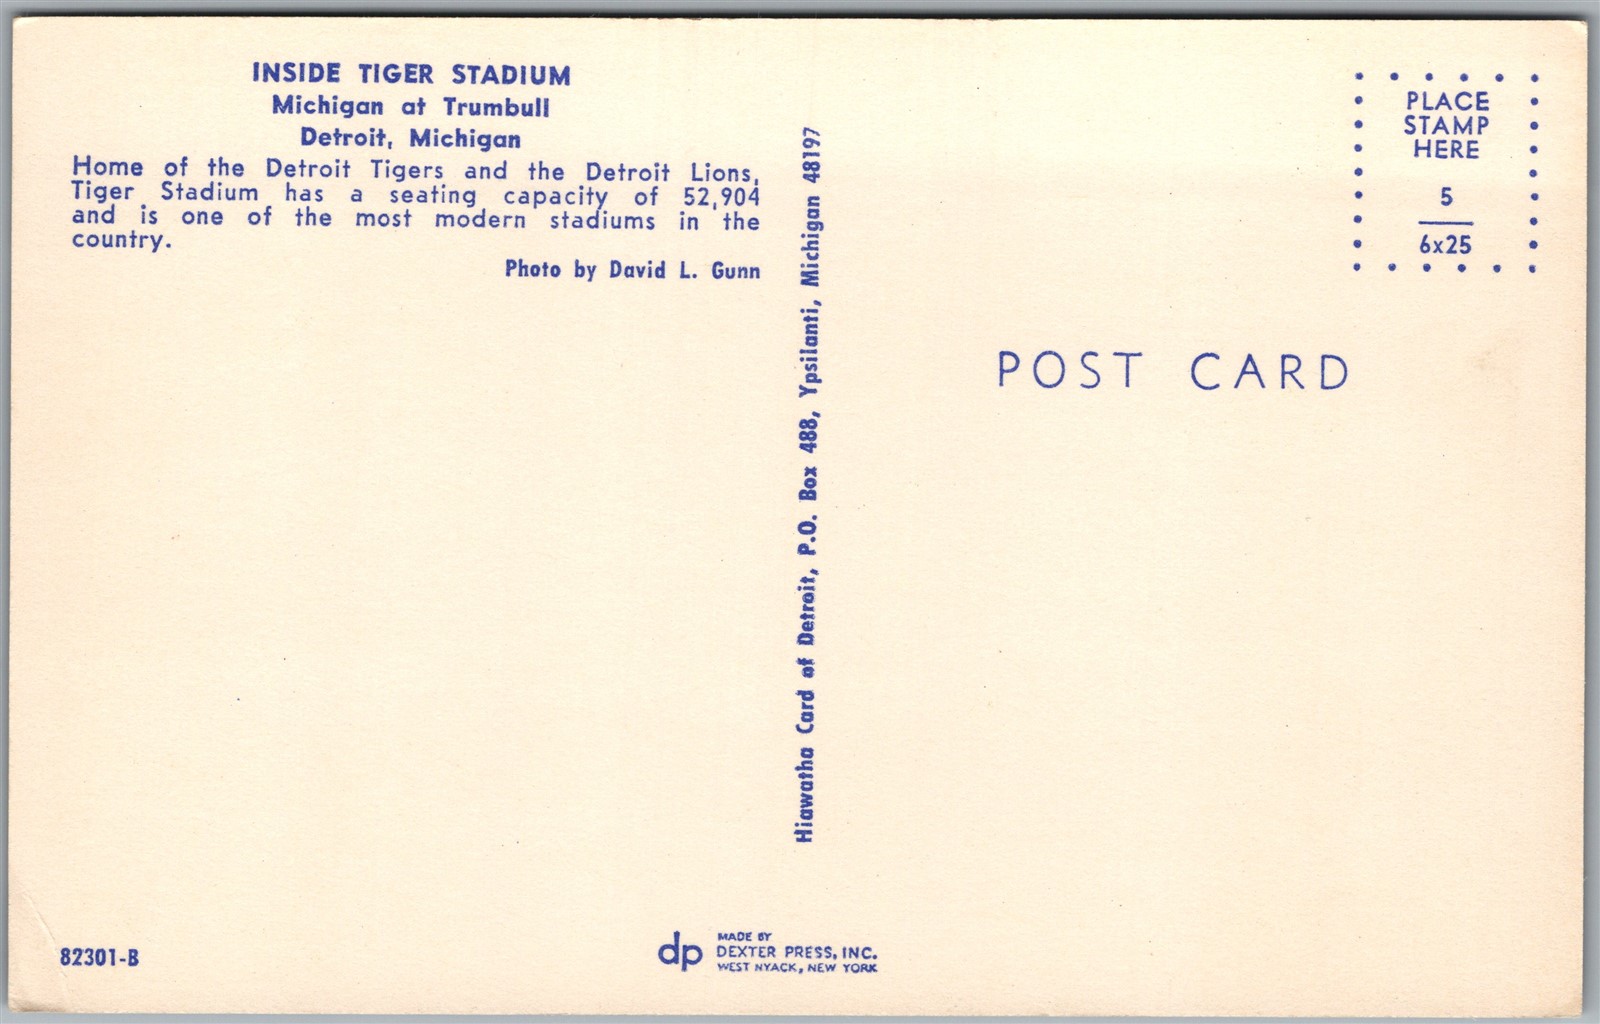 INSIDE TIGER STADIUM
Michigan at Trumbull
Detroit, Michigan
Home of the Detroit Tigers and the Detroit Lions,
Tiger Stadium has a seating capacity of 52,904
and is one of the most modern stadiums in the
country.
Photo by David L. Gunn
82301-B
Hiawatha Card of Detroit, P.O. Box 488, Ypsilanti, Michigan 48197
dp
MADE BY
DEXTER PRESS, INC.
WEST NYACK, NEW YORK
PLACE
STAMP
HERE
5
6x25
POST CARD